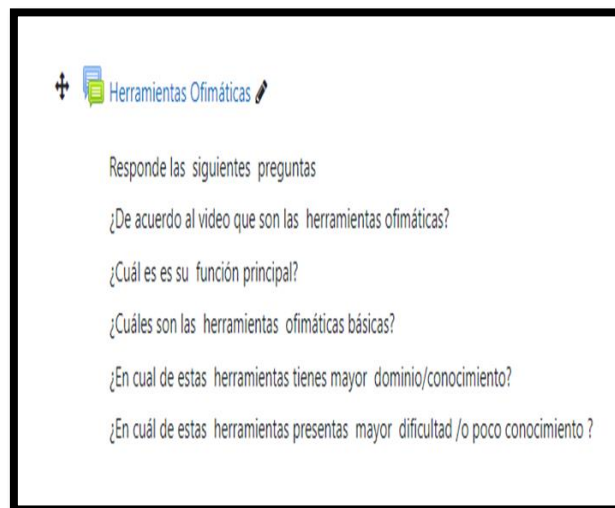 Herramientas Ofimáticas
Responde las siguientes preguntas
¿De acuerdo al video que son las herramientas ofimáticas?
¿Cuál es es su función principal?
¿Cuáles son las herramientas ofimáticas básicas?
¿En cual de estas herramientas tienes mayor dominio/conocimiento?
¿En cuál de estas herramientas presentas mayor dificultad /o poco conocimiento ?